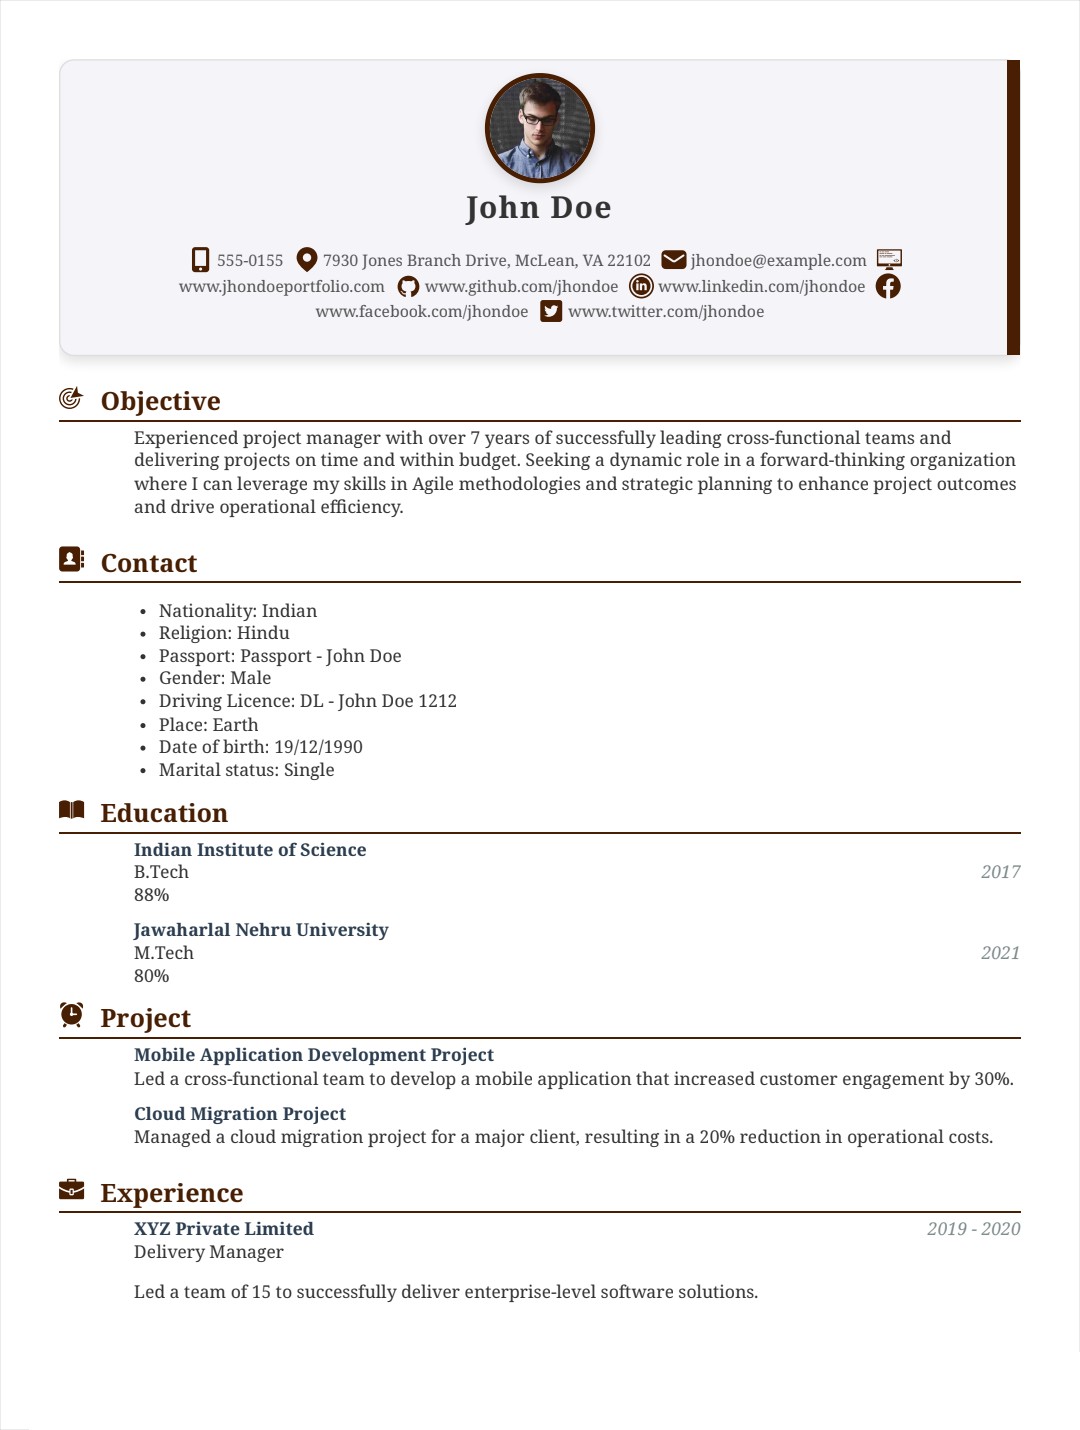 John Doe
555-0155 7930 Jones Branch Drive, McLean, VA 22102 jhondoe@example.com
www.jhondoeportfolio.com www.github.com/jhondoe www.linkedin.com/jhondoe
www.facebook.com/jhondoe www.twitter.com/jhondoe
Objective
Experienced project manager with over 7 years of successfully leading cross-functional teams and
delivering projects on time and within budget. Seeking a dynamic role in a forward-thinking organization
where I can leverage my skills in Agile methodologies and strategic planning to enhance project outcomes
and drive operational efficiency.
Contact
• Nationality: Indian
• Religion: Hindu
• Passport: Passport - John Doe
• Gender: Male
• Driving Licence: DL - John Doe 1212
• Place: Earth
• Date of birth: 19/12/1990
• Marital status: Single
Education
Indian Institute of Science
B.Tech 2017
88%
Jawaharlal Nehru University
M.Tech 2021
80%
Project
Mobile Application Development Project
Led a cross-functional team to develop a mobile application that increased customer engagement by 30%.
Cloud Migration Project
Managed a cloud migration project for a major client, resulting in a 20% reduction in operational costs.
Experience
XYZ Private Limited 2019 - 2020
Delivery Manager
Led a team of 15 to successfully deliver enterprise-level software solutions.